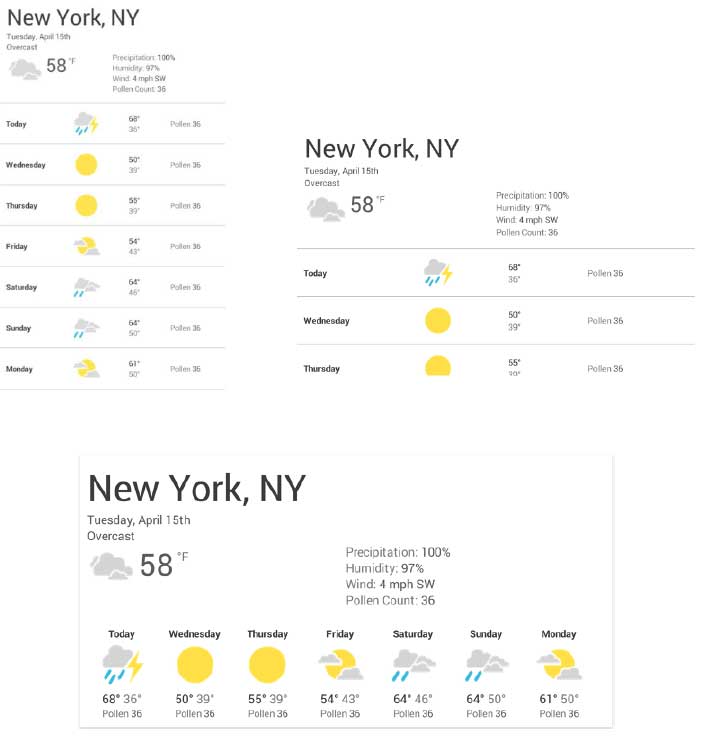 New York, NY
Tuesday, April 15th
Overcast
58 °F
Precipitation: 100%
Humidity: 97%
Wind: 4 mph SW
Pollen Count: 36
Today 68° Pollen 36
36°
Wednesday 50° Pollen 36
39°
Thursday 55° Pollen 36
39°
Friday 54° Pollen 36
43°
Saturday 64° Pollen 36
46°
Sunday 64° Pollen 36
50°
Monday 61° Pollen 36
50°
New York, NY
Tuesday, April 15th
Overcast
58 °F
Precipitation: 100%
Humidity: 97%
Wind: 4 mph SW
Pollen Count: 36
Today 68° Pollen 36
36°
Wednesday 50° Pollen 36
39°
Thursday 55° Pollen 36
39°
New York, NY
Tuesday, April 15th
Overcast
58 °F
Precipitation: 100%
Humidity: 97%
Wind: 4 mph SW
Pollen Count: 36
Today Wednesday Thursday Friday Saturday Sunday Monday
68° 36° 50° 39° 55° 39° 54° 43° 64° 46° 64° 50° 61° 50°
Pollen 36 Pollen 36 Pollen 36 Pollen 36 Pollen 36 Pollen 36 Pollen 36